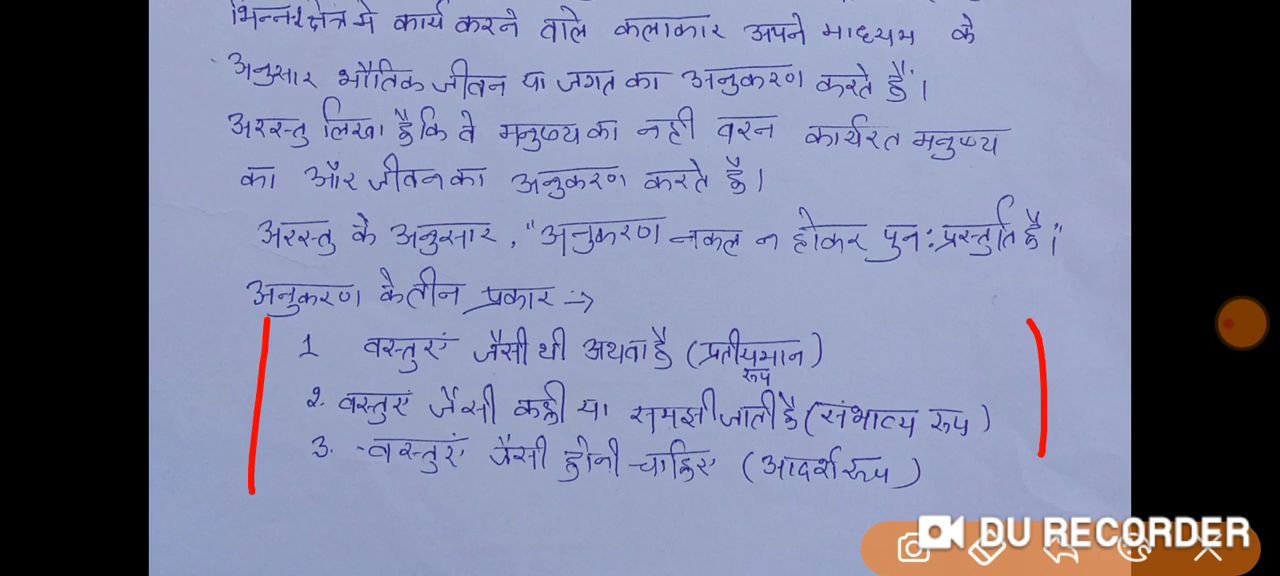 भिन्न2 क्षेत्र मे कार्य करने वाले कलाकार अपने माध्यम के
अनुसार भौतिक जीवन या जगत का अनुकरण करते हैं।
अरस्तु लिखा है कि वे मनुष्य का नही वरन कार्यरत मनुष्य
का और जीवन का अनुकरण करते है।
अरस्तु के अनुसार, "अनुकरण नकल न होकर पुन: प्रस्तुति है।"
अनुकरण के तीन प्रकार :->
1 वस्तुएं जैसी थी अथवा है (प्रतीयमान रूप)
2. वस्तुएं जैसी कही या समझी जाती है (संभाव्य रूप)
3. वस्तुएं जैसी होनी चाहिए (आदर्श रूप)
DU RECORDER